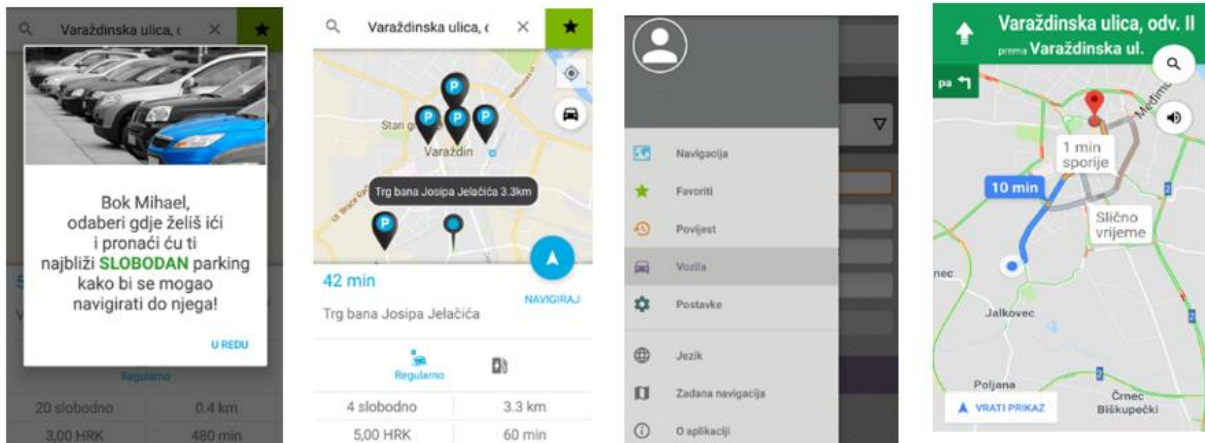 Varaždinska ulica, (
Bok Mihael,
odaberi gdje želiš ići
i pronaći ću ti
najbliži SLOBODAN parking
kako bi se mogao
navigirati do njega!
U REDU
Regularno
20 slobodno
0.4 km
3,00 HRK
480 min
Varaždinska ulica, (
P
P
P
P
Stari
Varaždin
Trg bana Josipa Jelačića 3.3km
P
42 min
NAVIGIRAJ
Trg bana Josipa Jelačića
Regularno
4 slobodno
3.3 km
5,00 HRK
60 min
Navigacija
Favoriti
Povijest
Vozila
Postavke
Jezik
Zadana navigacija
O aplikaciji
Varaždinska ulica, odv. II
prema Varaždinska ul.
pa
1 min
sporije
10 min
Slično
vrijeme
nec
Jalkovec
2
2
2
Poljana
Črnec
Biškupečki
VRATI PRIKAZ